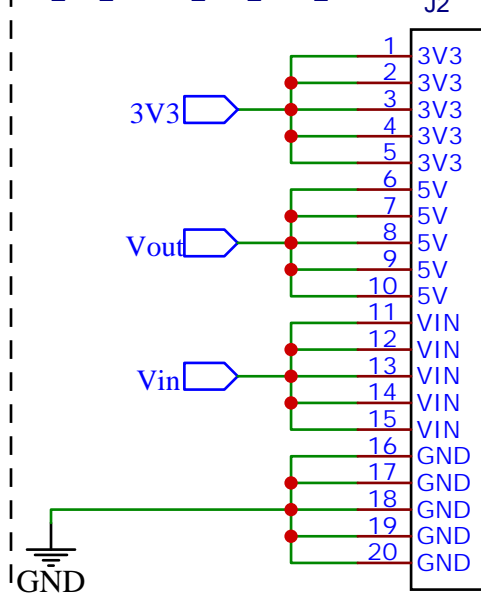 J2
1 3V3
2 3V3
3V3 3 3V3
4 3V3
5 3V3
6 5V
7 5V
Vout 8 5V
9 5V
10 5V
11 VIN
12 VIN
Vin 13 VIN
14 VIN
15 VIN
16 GND
17 GND
18 GND
19 GND
20 GND
GND